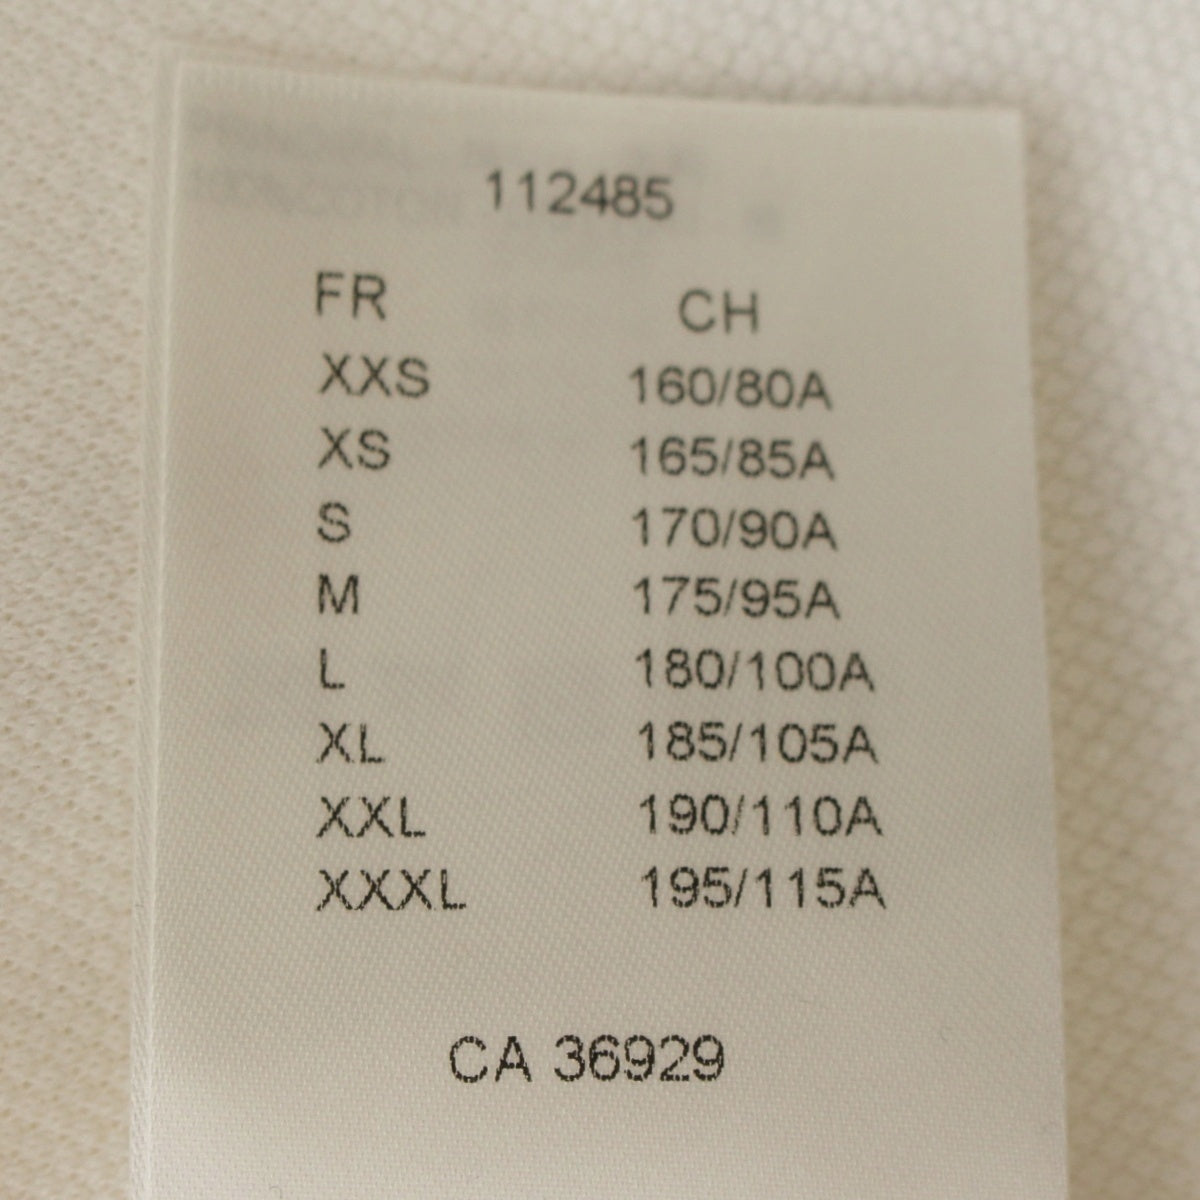 112485
FR CH
XXS 160/80A
XS 165/85A
S 170/90A
M 175/95A
L 180/100A
XL 185/105A
XXL 190/110A
XXXL 195/115A
CA 36929